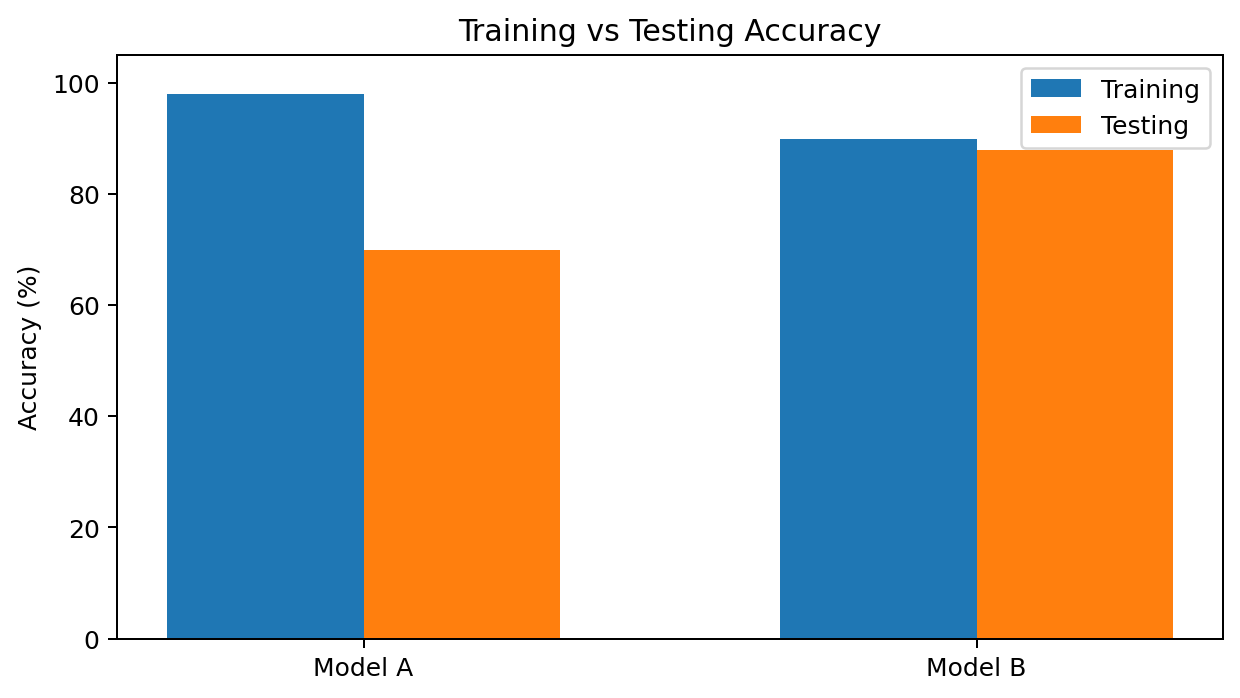 Training vs Testing Accuracy
Training
Testing
Accuracy (%)
100
80
60
40
20
0
Model A
Model B